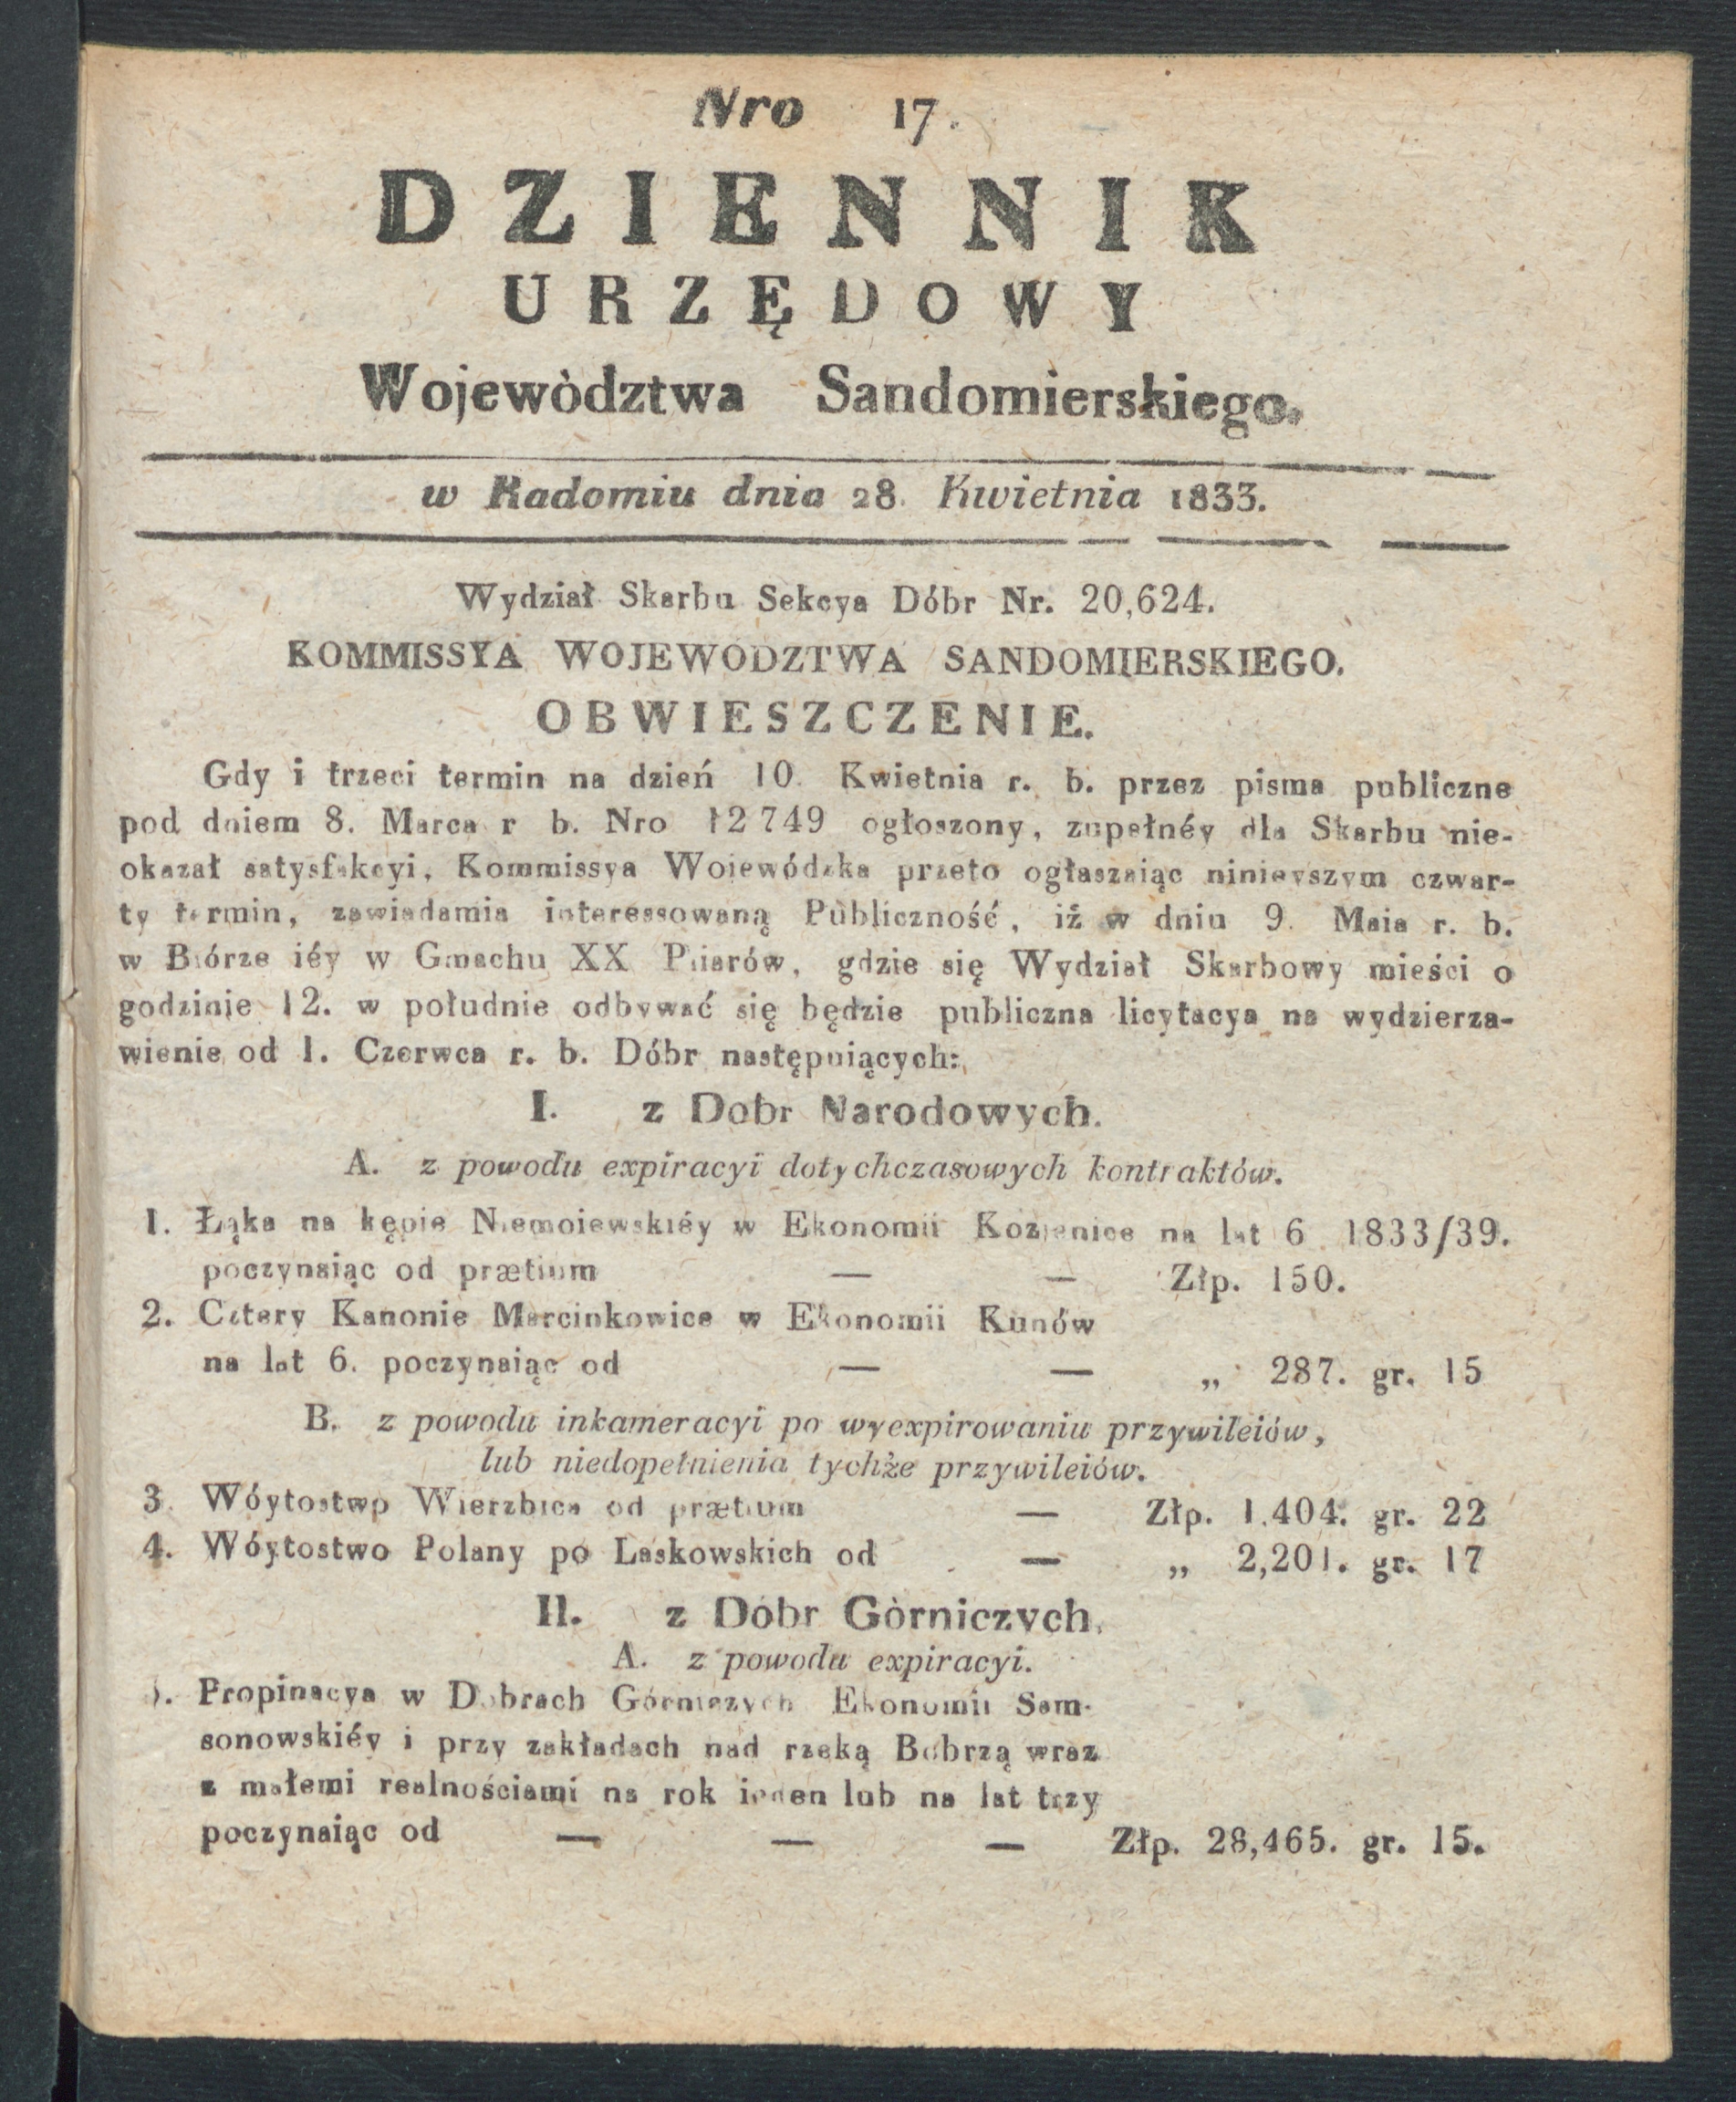 Nro 17.
DZIENNIK
URZĘDOWY
Wojewòdztwa Sandomierskiego.
w Radomiu dnia 28. Kwietnia 1833.
Wydział Skarbu Sekcya Dóbr Nr. 20,624.
KOMMISSYA WOJEWODZTWA SANDOMIERSKIEGO.
OBWIESZCZENIE.
Gdy i trzeci termin na dzień 10. Kwietnia r. b. przez pisma publiczne
pod dniem 8. Marca r b. Nro 12749 ogłoszony, zupełnéy dla Skarbu nie-
okazał satysfakcyi, Kommissya Woiewódzka przeto ogłaszaiąc ninieyszym czwar-
ty termin, zawiadamia interessowaną Publiczność, iż w dniu 9. Maia r. b.
w Biórze iéy w Gmachu XX Piiarów, gdzie się Wydział Skarbowy mieści o
godzinie 12. w południe odbywać się będzie publiczna licytacya na wydzierza-
wienie od 1. Czerwca r. b. Dóbr następuiących:
I. z Dobr Narodowych.
A. z powodu expiracyi dotychczasowych kontraktów.
1. Łąka na kępie Niemoiewskiéy w Ekonomii Kozienice na lat 6 1833/39.
poczynaiąc od prætium — — Złp. 150.
2. Cztery Kanonie Marcinkowice w Ekonomii Kunów
na lat 6. poczynaiąc od — — „ 287. gr. 15
B. z powodu inkameracyi po wyexpirowaniu przywileiów,
lub niedopełnienia tychże przywileiów.
3. Wóytostwo Wierzbica od prætium — Złp. 1,404. gr. 22
4. Wóytostwo Polany po Laskowskich od — „ 2,201. gr. 17
II. z Dóbr Gòrniczych.
A. z powodu expiracyi.
). Propinacya w Dobrach Górniczych Ekonomii Sam-
sonowskiéy i przy zakładach nad rzeką Bobrzą wraz
z małemi realnościami na rok ieden lub na lat trzy
poczynaiąc od — — — Złp. 28,465. gr. 15.